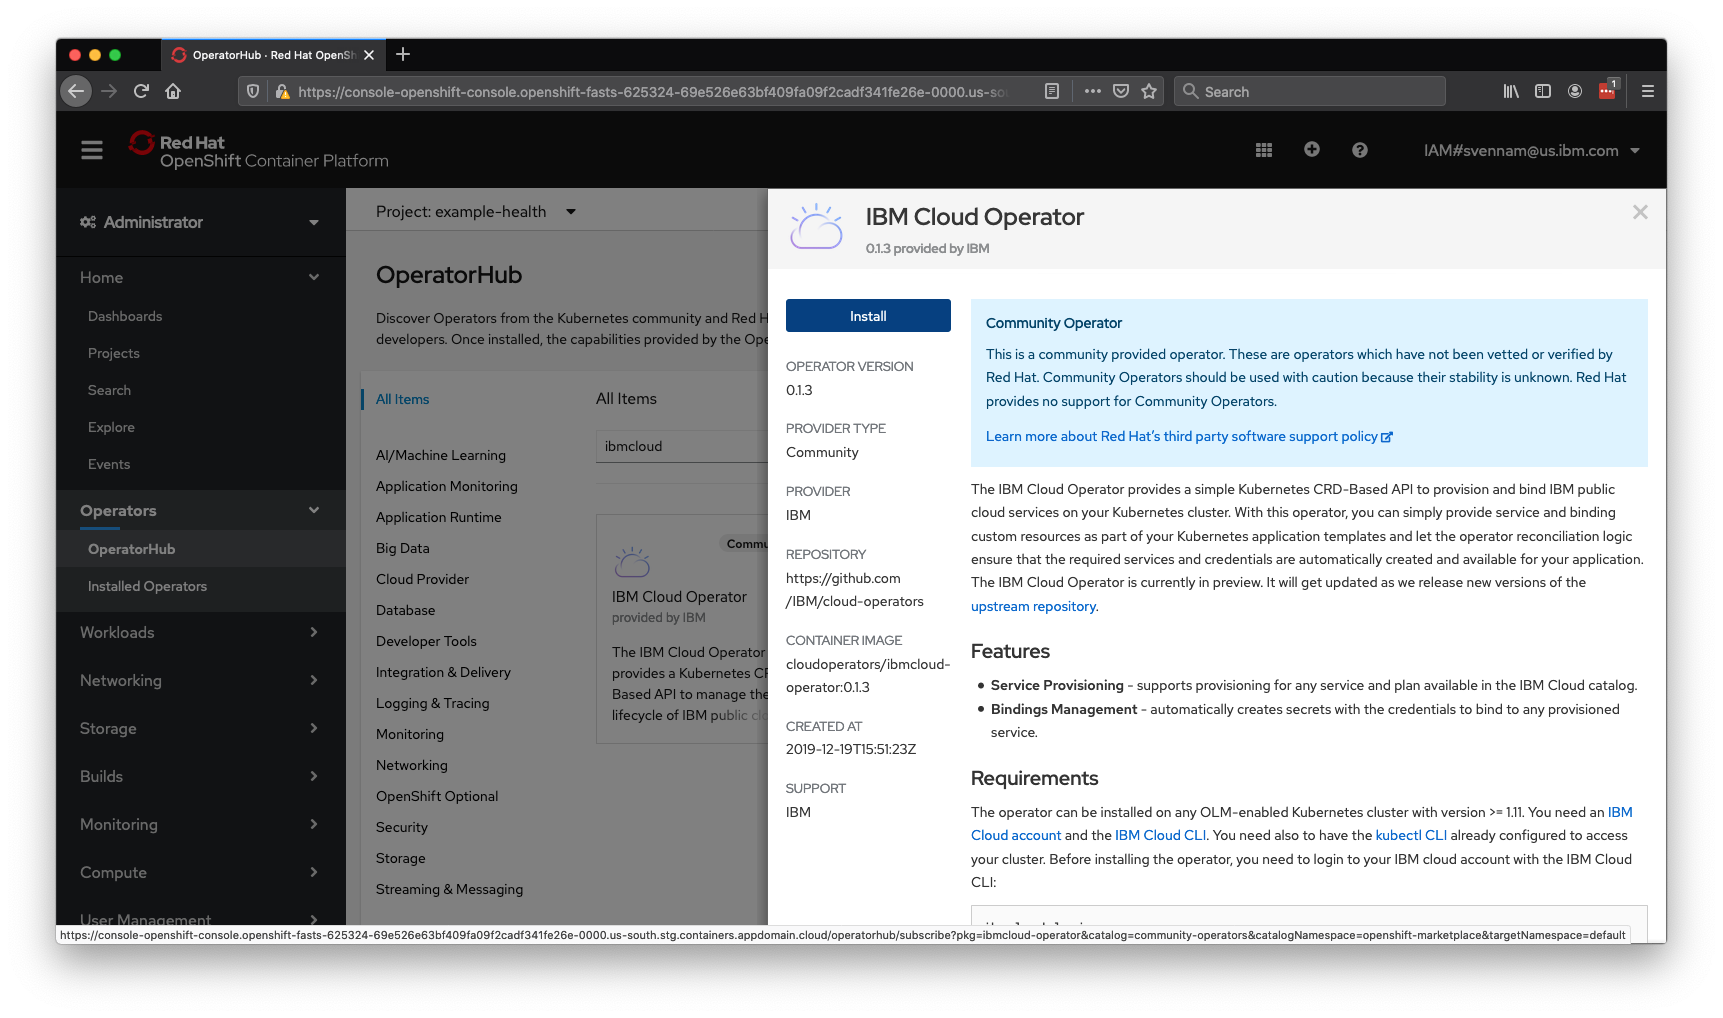 OperatorHub · Red Hat OpenSh
https://console-openshift-console.openshift-fasts-625324-69e526e63bf409fa09f2cadf341fe26e-0000.us-so
Search
1
Red Hat
OpenShift Container Platform
IAM#svennam@us.ibm.com
Administrator
Home
Dashboards
Projects
Search
Explore
Events
Operators
OperatorHub
Installed Operators
Workloads
Networking
Storage
Builds
Monitoring
Compute
User Management
Project: example-health
OperatorHub
Discover Operators from the Kubernetes community and Red H
developers. Once installed, the capabilities provided by the Ope
All Items
AI/Machine Learning
Application Monitoring
Application Runtime
Big Data
Cloud Provider
Database
Developer Tools
Integration & Delivery
Logging & Tracing
Monitoring
Networking
OpenShift Optional
Security
Storage
Streaming & Messaging
All Items
ibmcloud
Commu
IBM Cloud Operator
provided by IBM
The IBM Cloud Operator
provides a Kubernetes CR
Based API to manage the
lifecycle of IBM public clo
IBM Cloud Operator
0.1.3 provided by IBM
Install
OPERATOR VERSION
0.1.3
PROVIDER TYPE
Community
PROVIDER
IBM
REPOSITORY
https://github.com
/IBM/cloud-operators
CONTAINER IMAGE
cloudoperators/ibmcloud-
operator:0.1.3
CREATED AT
2019-12-19T15:51:23Z
SUPPORT
IBM
Community Operator
This is a community provided operator. These are operators which have not been vetted or verified by
Red Hat. Community Operators should be used with caution because their stability is unknown. Red Hat
provides no support for Community Operators.
Learn more about Red Hat's third party software support policy
The IBM Cloud Operator provides a simple Kubernetes CRD-Based API to provision and bind IBM public
cloud services on your Kubernetes cluster. With this operator, you can simply provide service and binding
custom resources as part of your Kubernetes application templates and let the operator reconciliation logic
ensure that the required services and credentials are automatically created and available for your application.
The IBM Cloud Operator is currently in preview. It will get updated as we release new versions of the
upstream repository.
Features
• Service Provisioning - supports provisioning for any service and plan available in the IBM Cloud catalog.
• Bindings Management - automatically creates secrets with the credentials to bind to any provisioned
service.
Requirements
The operator can be installed on any OLM-enabled Kubernetes cluster with version >= 1.11. You need an IBM
Cloud account and the IBM Cloud CLI. You need also to have the kubectl CLI already configured to access
your cluster. Before installing the operator, you need to login to your IBM cloud account with the IBM Cloud
CLI:
https://console-openshift-console.openshift-fasts-625324-69e526e63bf409fa09f2cadf341fe26e-0000.us-south.stg.containers.appdomain.cloud/operatorhub/subscribe?pkg=ibmcloud-operator&catalog=community-operators&catalogNamespace=openshift-marketplace&targetNamespace=default